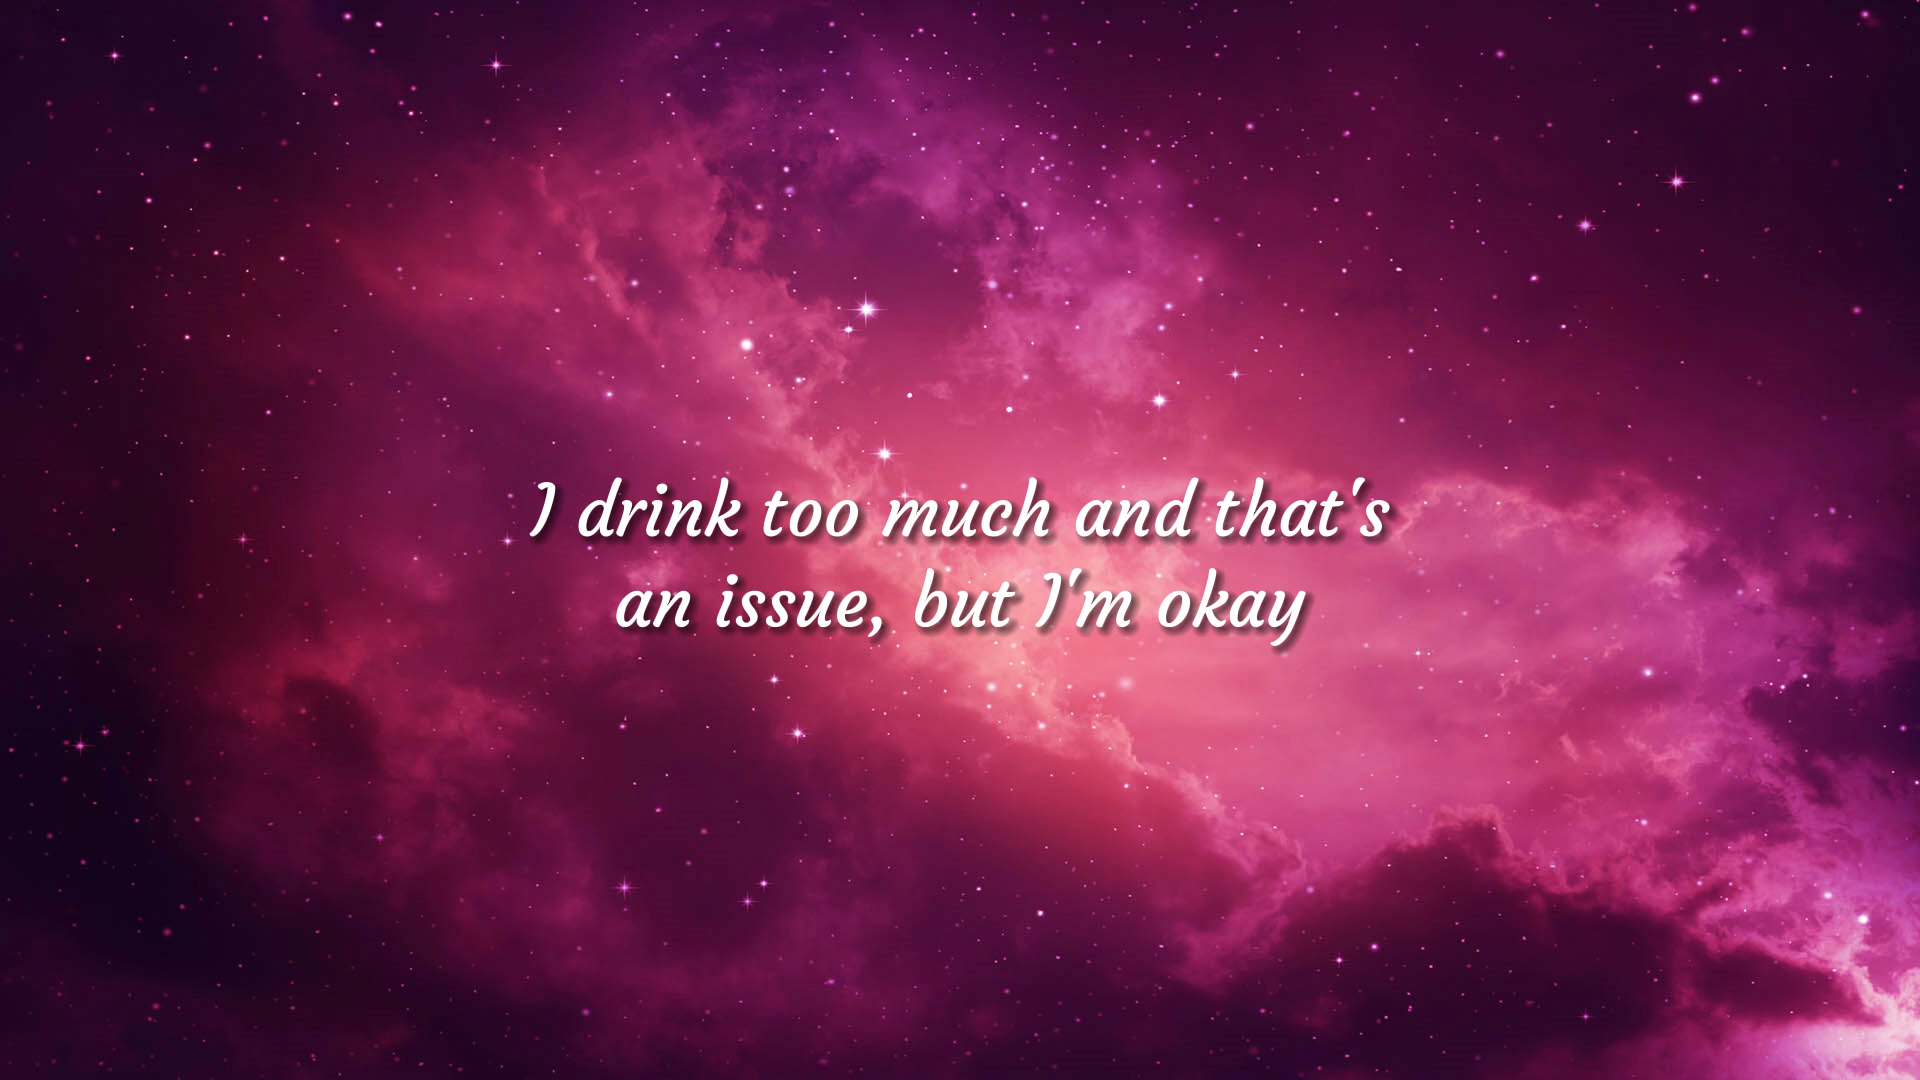 I drink too much and that's
an issue, but I'm okay